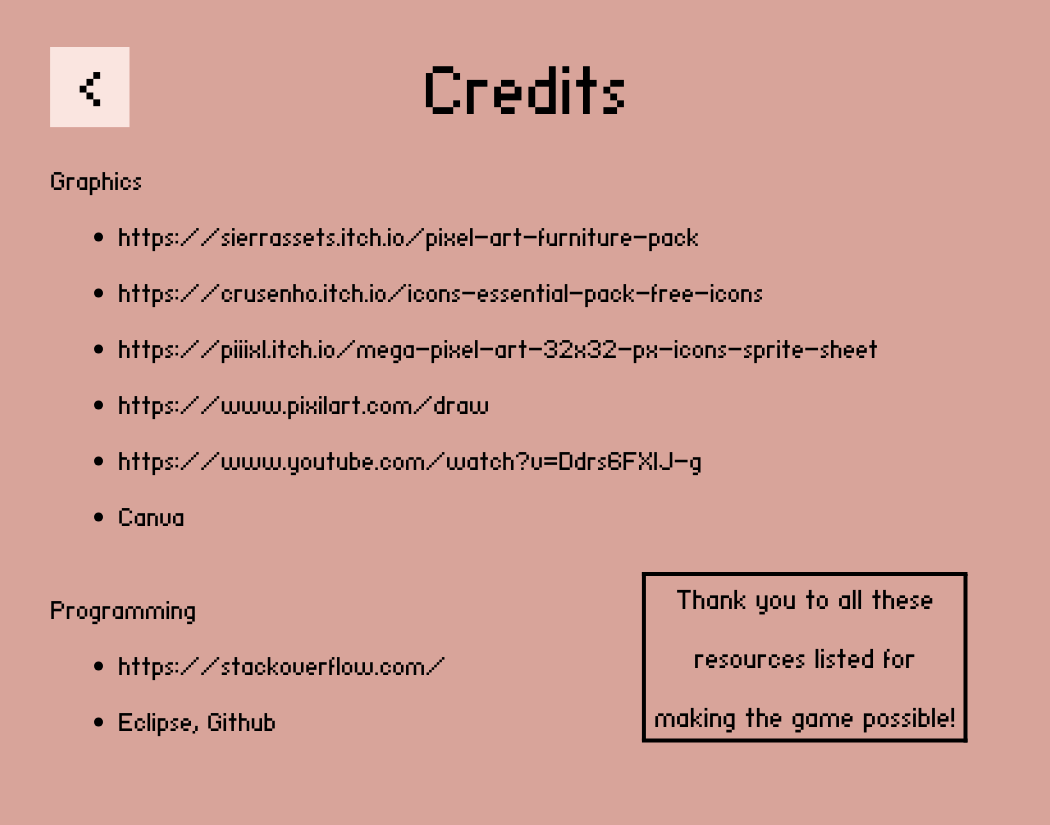 <
Credits
Graphics
• https://sierrassets.itch.io/pixel-art-furniture-pack
• https://crusenho.itch.io/icons-essential-pack-free-icons
• https://piiixl.itch.io/mega-pixel-art-32x32-px-icons-sprite-sheet
• https://www.pixilart.com/draw
• https://www.youtube.com/watch?v=Ddrs6FXlJ-g
• Canva
Programming
• https://stackoverflow.com/
• Eclipse, Github
Thank you to all these
resources listed for
making the game possible!